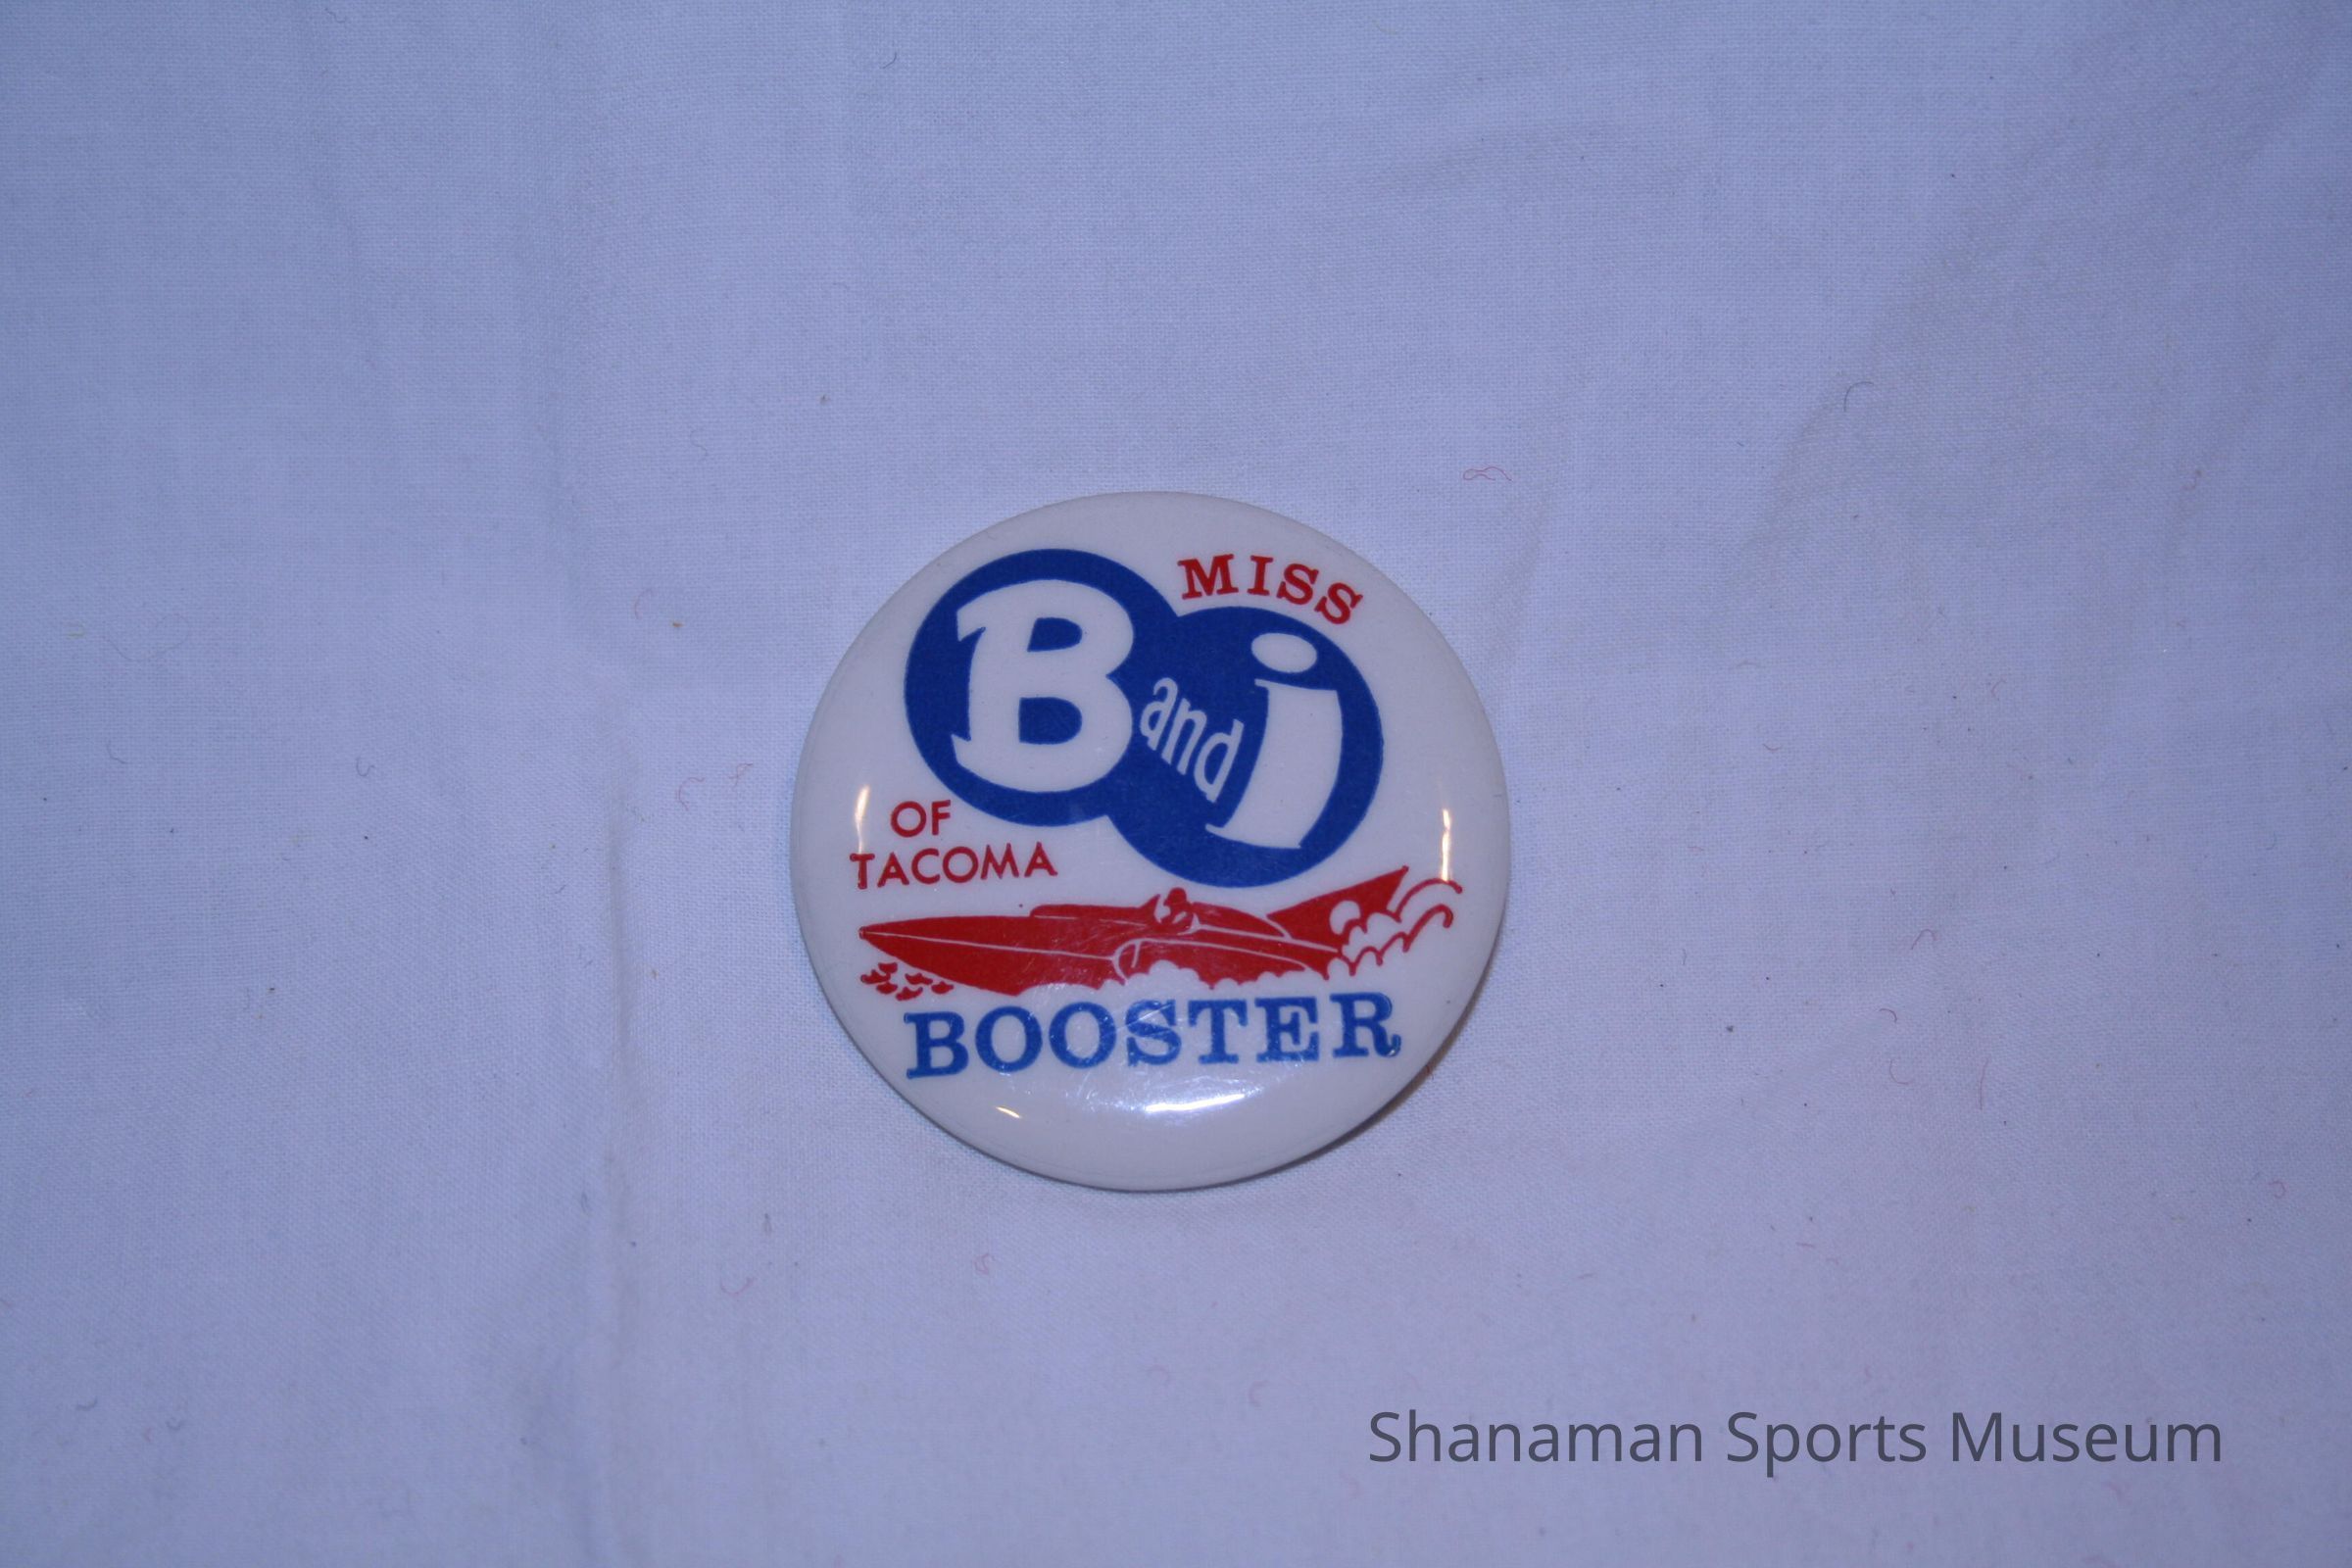 MISS
B and i
OF
TACOMA
BOOSTER
Shanaman Sports Museum